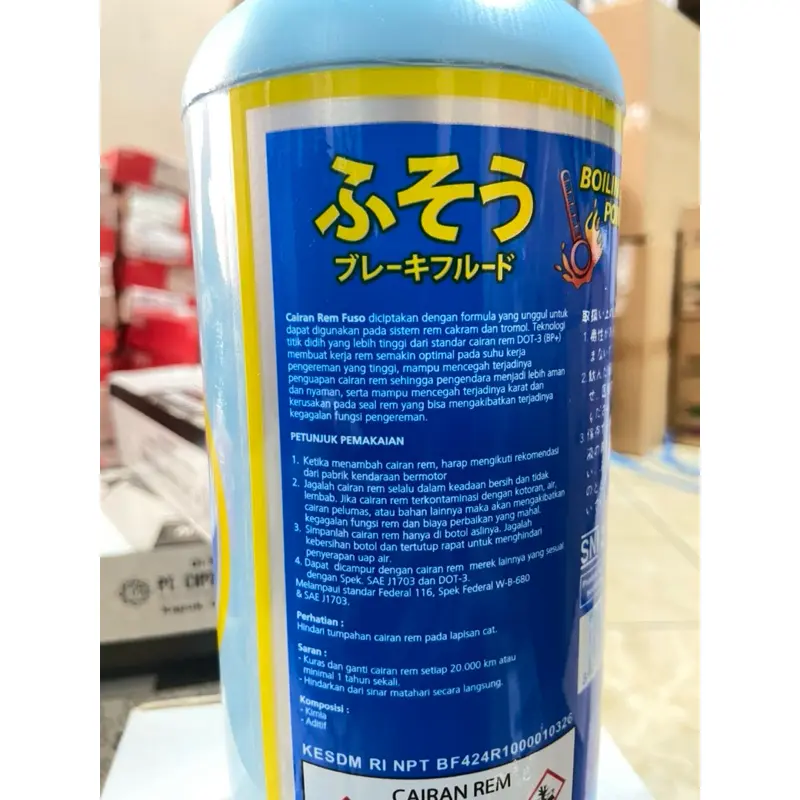 ふそう
ブレーキフルード
BOILIN
Cairan Rem Fuso diciptakan dengan formula yang unggul untuk
dapat digunakan pada sistem rem cakram dan tromol. Teknologi
titik didih yang lebih tinggi dari standar cairan rem DOT-3 (BP+)
membuat kerja rem semakin optimal pada suhu kerja
pengereman yang tinggi, mampu mencegah terjadinya
penguapan cairan rem sehingga pengendara menjadi lebih aman
dan nyaman, serta mampu mencegah terjadinya karat dan
kerusakan pada seal rem yang bisa mengakibatkan terjadinya
kegagalan fungsi pengereman.
PETUNJUK PEMAKAIAN
1. Ketika menambah cairan rem, harap mengikuti rekomendasi
dari pabrik kendaraan bermotor
2. Jagalah cairan rem selalu dalam keadaan bersih dan tidak
lembab. Jika cairan rem terkontaminasi dengan kotoran, air,
cairan pelumas, atau bahan lainnya maka akan mengakibatkan
kegagalan fungsi rem dan biaya perbaikan yang mahal.
3. Simpanlah cairan rem hanya di botol aslinya. Jagalah
kebersihan botol dan tertutup rapat untuk menghindari
penyerapan uap air.
4. Dapat dicampur dengan cairan rem merek lainnya yang sesuai
dengan Spek. SAE J1703 dan DOT-3.
Melampaui standar Federal 116, Spek Federal W-B-680
& SAE J1703.
Perhatian :
Hindari tumpahan cairan rem pada lapisan cat.
Saran :
- Kuras dan ganti cairan rem setiap 20.000 km atau
minimal 1 tahun sekali.
- Hindarkan dari sinar matahari secara langsung.
Komposisi :
- Kimia
- Aditif
KESDM RI NPT BF424R1000010326
CAIRAN REM
取扱い上
SN